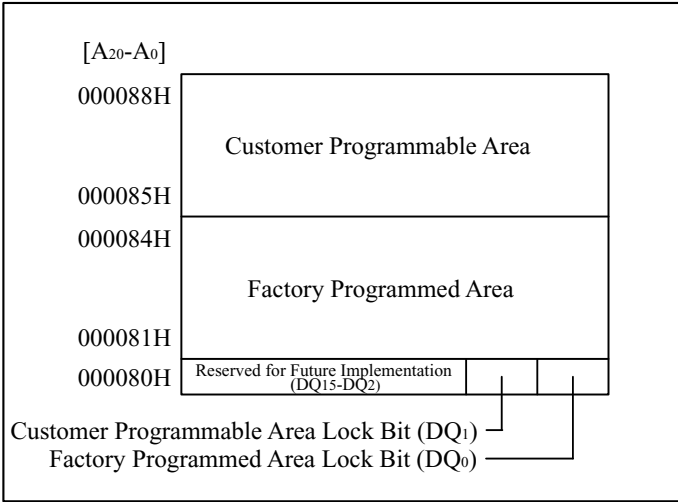 [A20-A0]
000088H
Customer Programmable Area
000085H
000084H
Factory Programmed Area
000081H
000080H
Reserved for Future Implementation
(DQ15-DQ2)
Customer Programmable Area Lock Bit (DQ1)
Factory Programmed Area Lock Bit (DQ0)